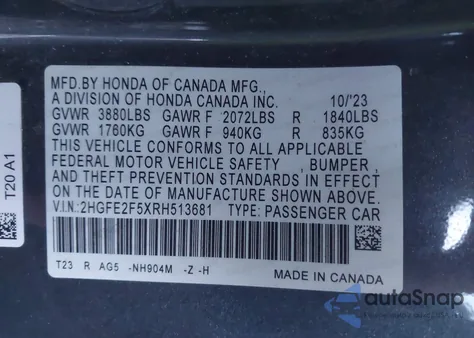 MFD.BY HONDA OF CANADA MFG.,
A DIVISION OF HONDA CANADA INC. 10/'23
GVWR 3880LBS GAWR F 2072LBS R 1840LBS
GVWR 1760KG GAWR F 940KG R 835KG
THIS VEHICLE CONFORMS TO ALL APPLICABLE
FEDERAL MOTOR VEHICLE SAFETY , BUMPER ,
AND THEFT PREVENTION STANDARDS IN EFFECT
ON THE DATE OF MANUFACTURE SHOWN ABOVE.
V.I.N:2HGFE2F5XRH513681 TYPE: PASSENGER CAR
T23 R AG5 -NH904M -Z -H
MADE IN CANADA
T20 A1
autoSnap